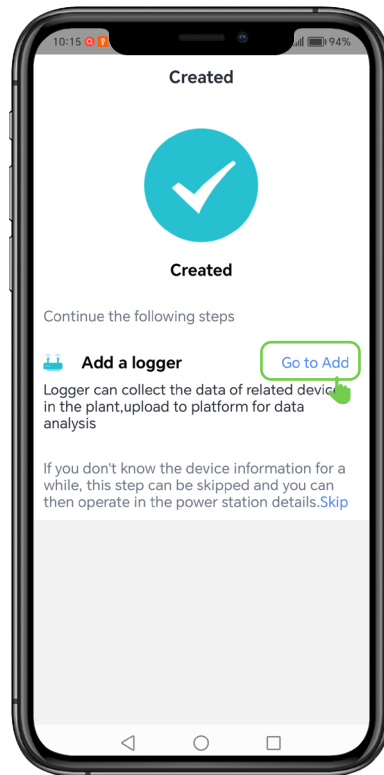 10:15 94%
Created
Created
Continue the following steps
Add a logger Go to Add
Logger can collect the data of related device
in the plant,upload to platform for data
analysis
If you don't know the device information for a
while, this step can be skipped and you can
then operate in the power station details.Skip